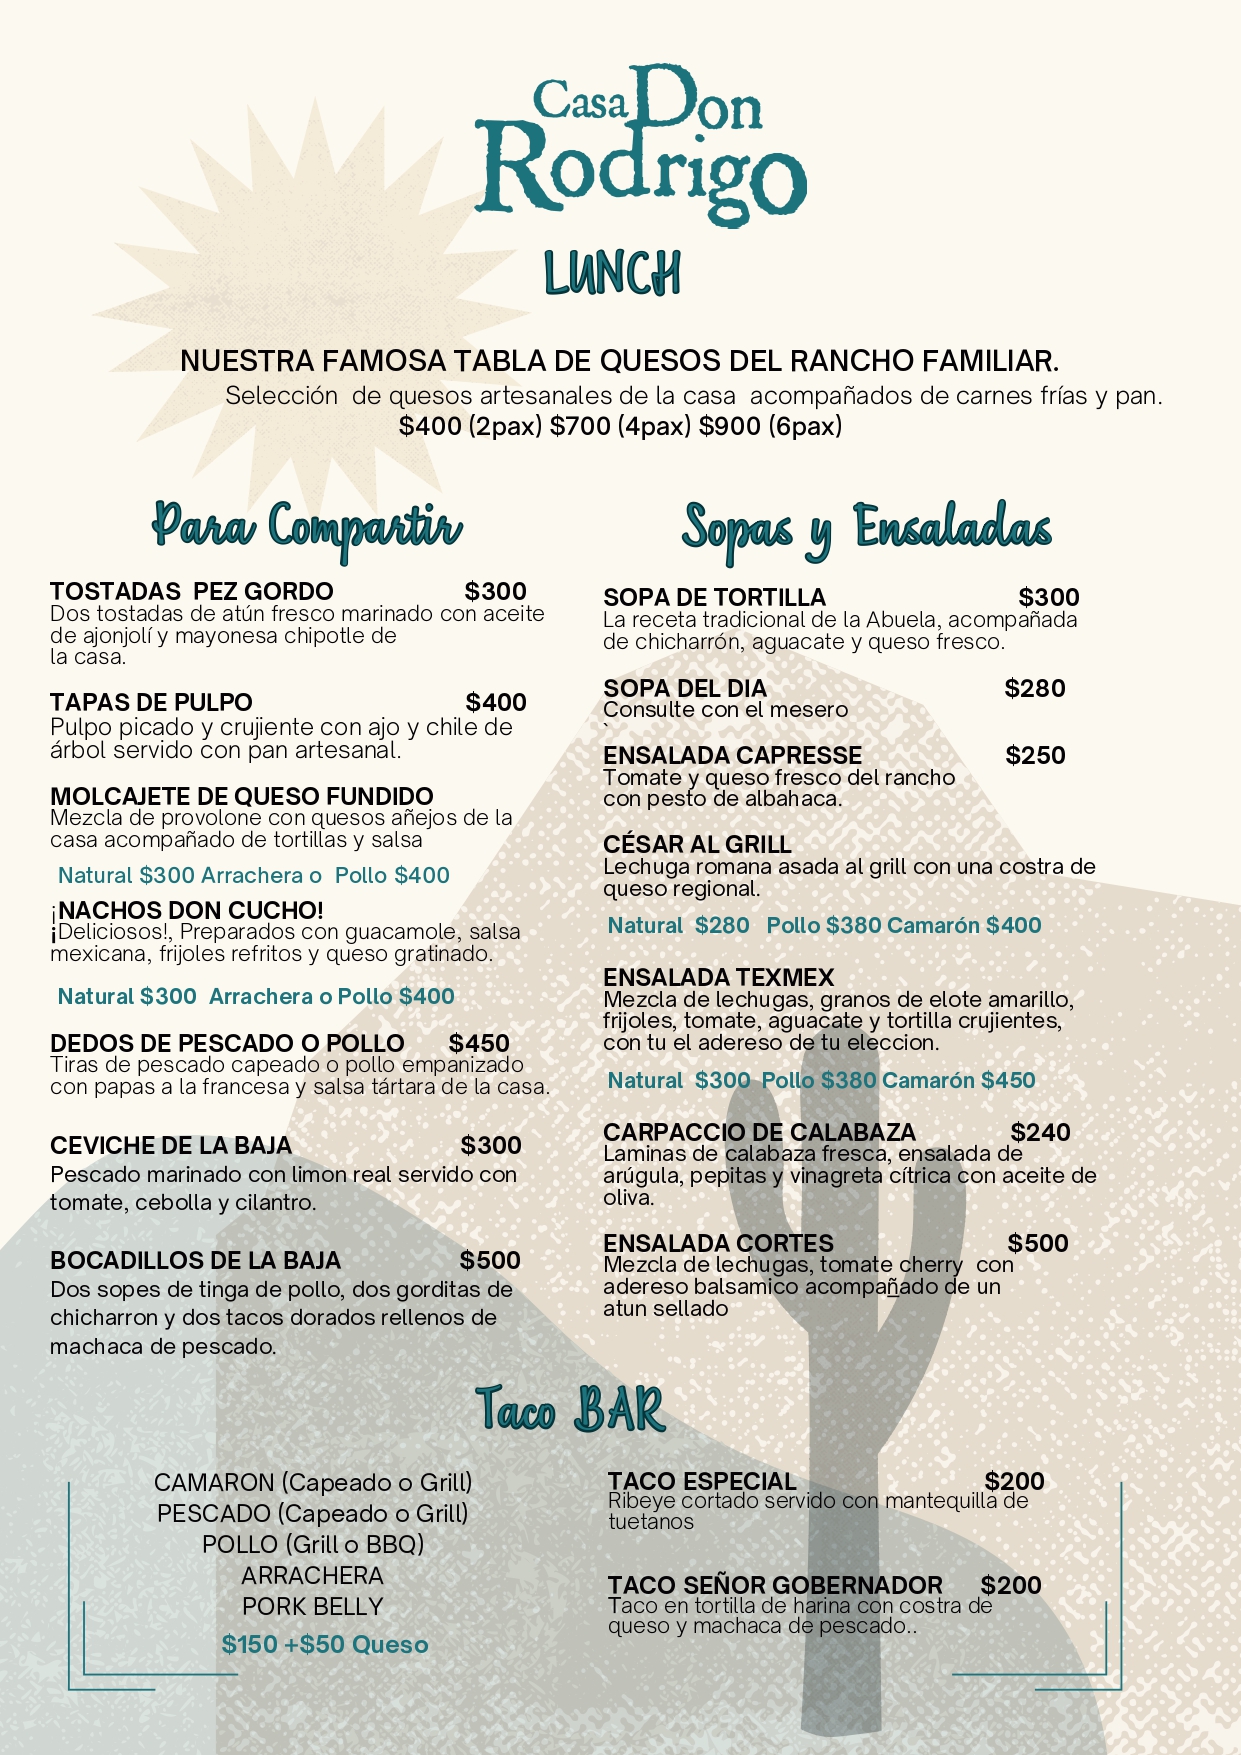 Casa Don
Rodrigo
LUNCH
NUESTRA FAMOSA TABLA DE QUESOS DEL RANCHO FAMILIAR.
Selección de quesos artesanales de la casa acompañados de carnes frías y pan.
$400 (2pax) $700 (4pax) $900 (6pax)
Para Compartir
TOSTADAS PEZ GORDO $300
Dos tostadas de atún fresco marinado con aceite
de ajonjolí y mayonesa chipotle de
la casa.
TAPAS DE PULPO $400
Pulpo picado y crujiente con ajo y chile de
árbol servido con pan artesanal.
MOLCAJETE DE QUESO FUNDIDO
Mezcla de provolone con quesos añejos de la
casa acompañado de tortillas y salsa
Natural $300 Arrachera o Pollo $400
¡NACHOS DON CUCHO!
¡Deliciosos!, Preparados con guacamole, salsa
mexicana, frijoles refritos y queso gratinado.
Natural $300 Arrachera o Pollo $400
DEDOS DE PESCADO O POLLO $450
Tiras de pescado capeado o pollo empanizado
con papas a la francesa y salsa tártara de la casa.
CEVICHE DE LA BAJA $300
Pescado marinado con limon real servido con
tomate, cebolla y cilantro.
BOCADILLOS DE LA BAJA $500
Dos sopes de tinga de pollo, dos gorditas de
chicharron y dos tacos dorados rellenos de
machaca de pescado.
Sopas y Ensaladas
SOPA DE TORTILLA $300
La receta tradicional de la Abuela, acompañada
de chicharrón, aguacate y queso fresco.
SOPA DEL DIA $280
Consulte con el mesero
`
ENSALADA CAPRESSE $250
Tomate y queso fresco del rancho
con pesto de albahaca.
CÉSAR AL GRILL
Lechuga romana asada al grill con una costra de
queso regional.
Natural $280 Pollo $380 Camarón $400
ENSALADA TEXMEX
Mezcla de lechugas, granos de elote amarillo,
frijoles, tomate, aguacate y tortilla crujientes,
con tu el adereso de tu eleccion.
Natural $300 Pollo $380 Camarón $450
CARPACCIO DE CALABAZA $240
Laminas de calabaza fresca, ensalada de
arúgula, pepitas y vinagreta cítrica con aceite de
oliva.
ENSALADA CORTES $500
Mezcla de lechugas, tomate cherry con
adereso balsamico acompañado de un
atun sellado
Taco BAR
CAMARON (Capeado o Grill)
PESCADO (Capeado o Grill)
POLLO (Grill o BBQ)
ARRACHERA
PORK BELLY
$150 +$50 Queso
TACO ESPECIAL $200
Ribeye cortado servido con mantequilla de
tuetanos
TACO SEÑOR GOBERNADOR $200
Taco en tortilla de harina con costra de
queso y machaca de pescado..